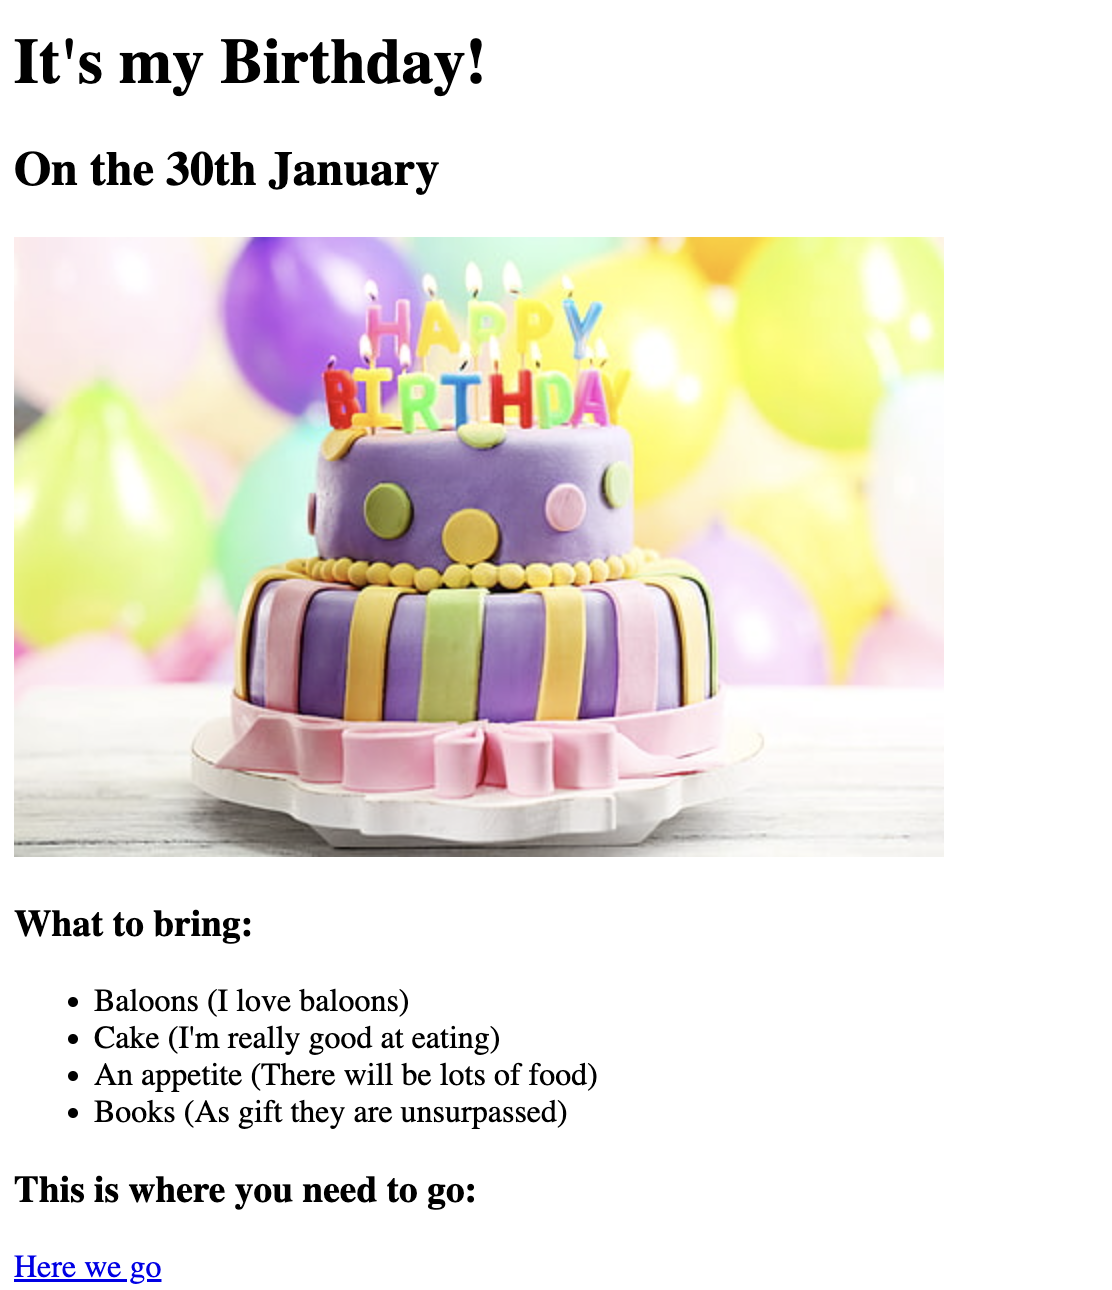 It's my Birthday!
On the 30th January
HAPPY
BIRTHDAY
What to bring:
Baloons (I love baloons)
Cake (I'm really good at eating)
An appetite (There will be lots of food)
Books (As gift they are unsurpassed)
This is where you need to go:
Here we go